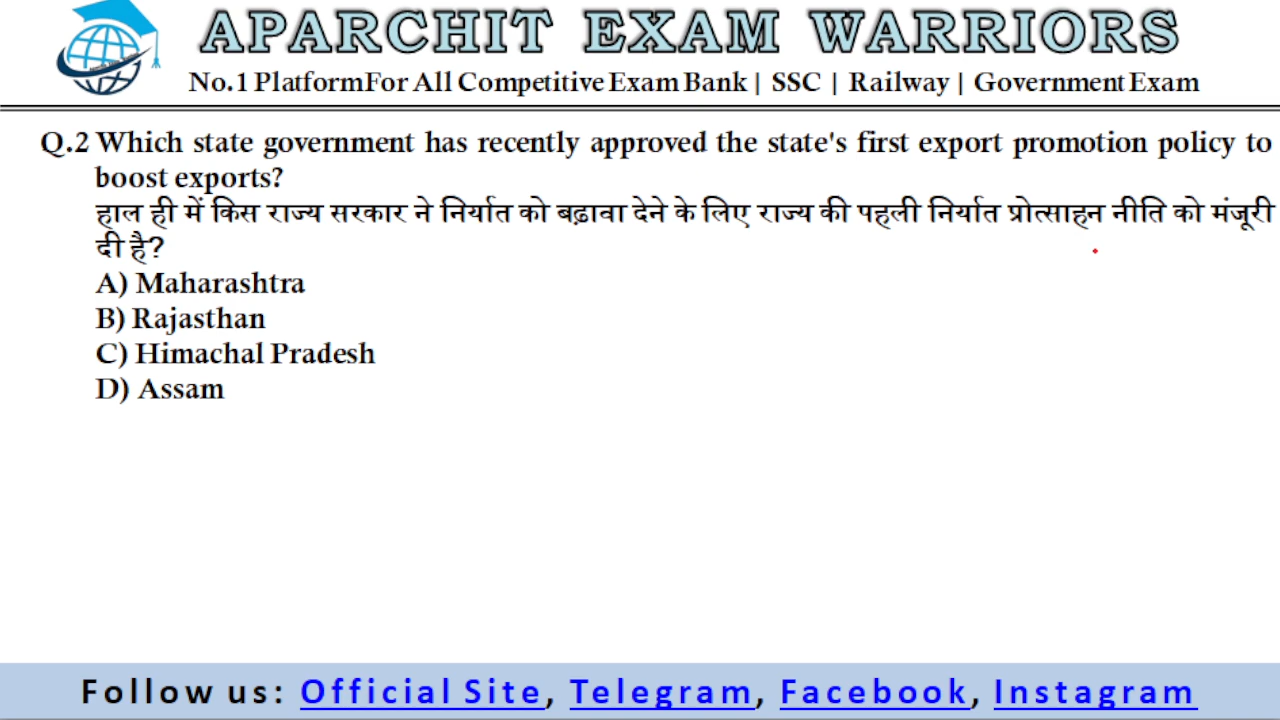 APARCHIT EXAM WARRIORS
No.1 PlatformFor All Competitive Exam Bank | SSC | Railway | Government Exam
Q.2 Which state government has recently approved the state's first export promotion policy to
boost exports?
हाल ही में किस राज्य सरकार ने निर्यात को बढ़ावा देने के लिए राज्य की पहली निर्यात प्रोत्साहन नीति को मंजूरी
दी है?
A) Maharashtra
B) Rajasthan
C) Himachal Pradesh
D) Assam
Follow us: Official Site, Telegram, Facebook, Instagram